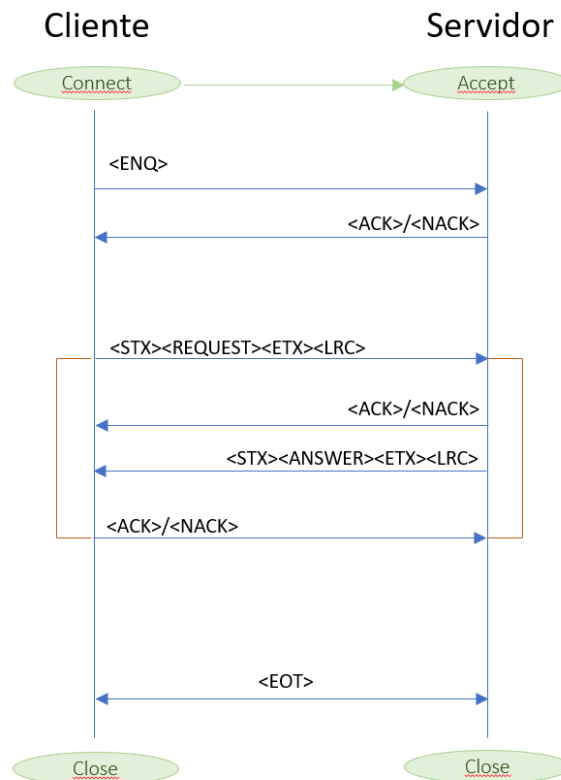 Cliente Servidor
Connect Accept
<ENQ>
<ACK>/<NACK>
<STX><REQUEST><ETX><LRC>
<ACK>/<NACK>
<STX><ANSWER><ETX><LRC>
<ACK>/<NACK>
<EOT>
Close Close